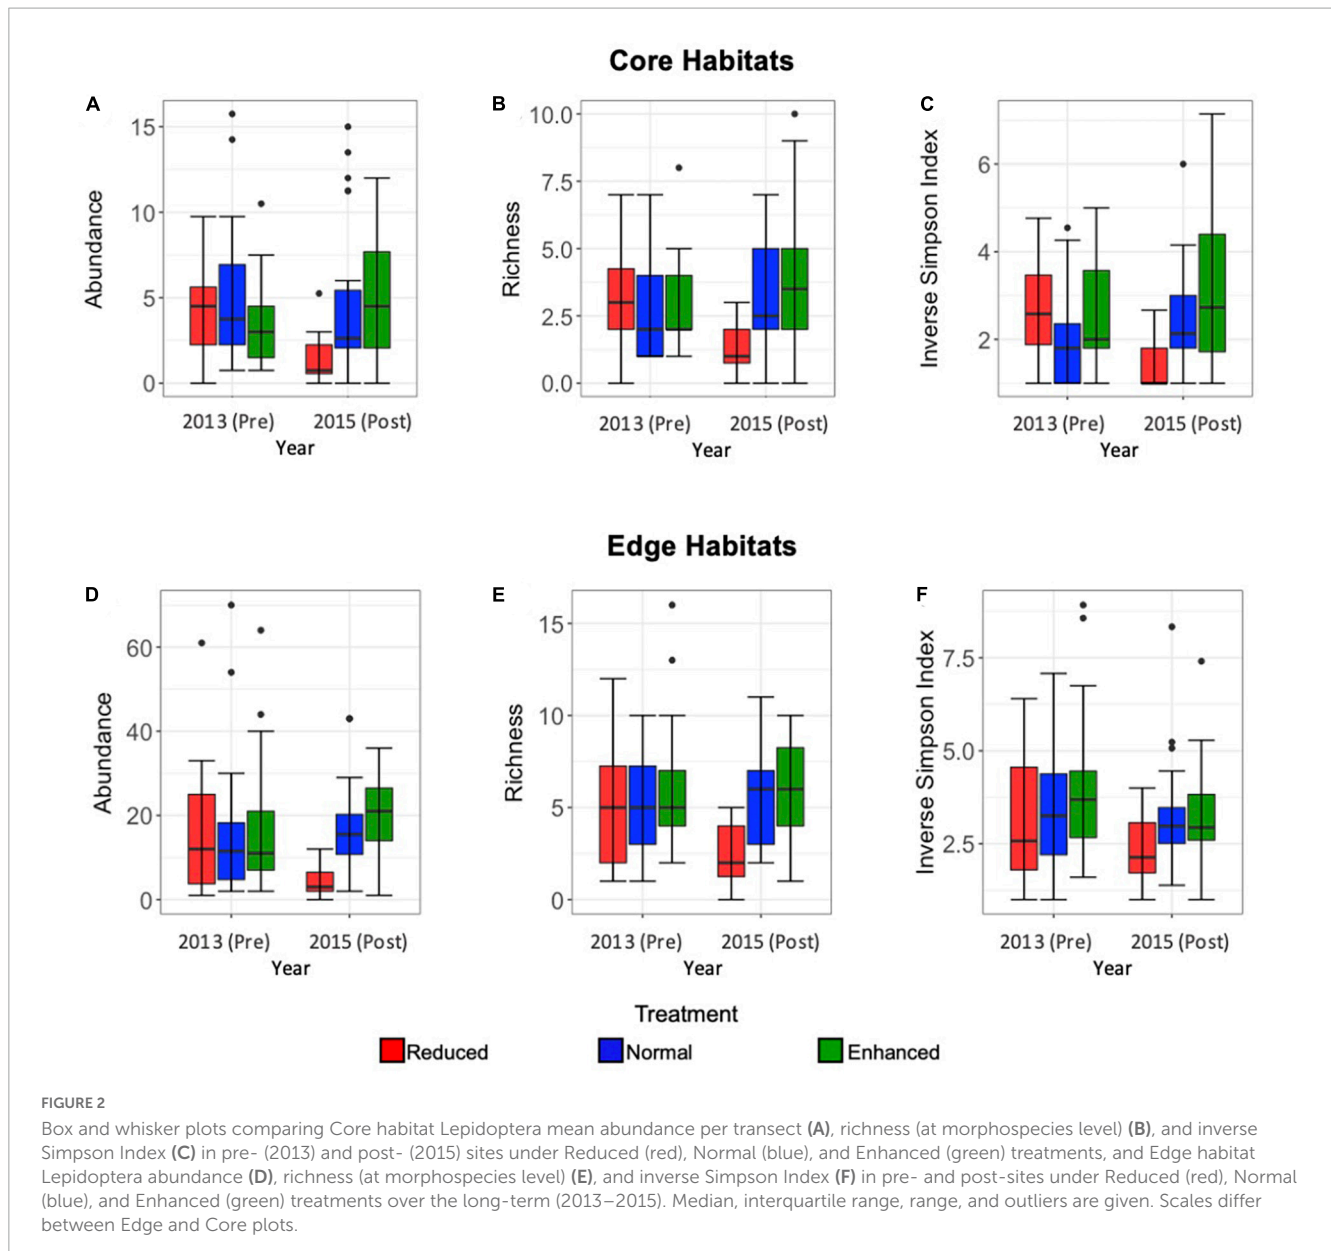 Core Habitats
A
Abundance
15
10
5
0
2013 (Pre)
2015 (Post)
Year
B
Richness
10.0
7.5
5.0
2.5
0.0
2013 (Pre)
2015 (Post)
Year
C
Inverse Simpson Index
6
4
2
2013 (Pre)
2015 (Post)
Year
Edge Habitats
D
Abundance
60
40
20
0
2013 (Pre)
2015 (Post)
Year
E
Richness
15
10
5
0
2013 (Pre)
2015 (Post)
Year
F
Inverse Simpson Index
7.5
5.0
2.5
2013 (Pre)
2015 (Post)
Year
Treatment
Reduced
Normal
Enhanced
FIGURE 2
Box and whisker plots comparing Core habitat Lepidoptera mean abundance per transect (A), richness (at morphospecies level) (B), and inverse
Simpson Index (C) in pre- (2013) and post- (2015) sites under Reduced (red), Normal (blue), and Enhanced (green) treatments, and Edge habitat
Lepidoptera abundance (D), richness (at morphospecies level) (E), and inverse Simpson Index (F) in pre- and post-sites under Reduced (red), Normal
(blue), and Enhanced (green) treatments over the long-term (2013–2015). Median, interquartile range, range, and outliers are given. Scales differ
between Edge and Core plots.